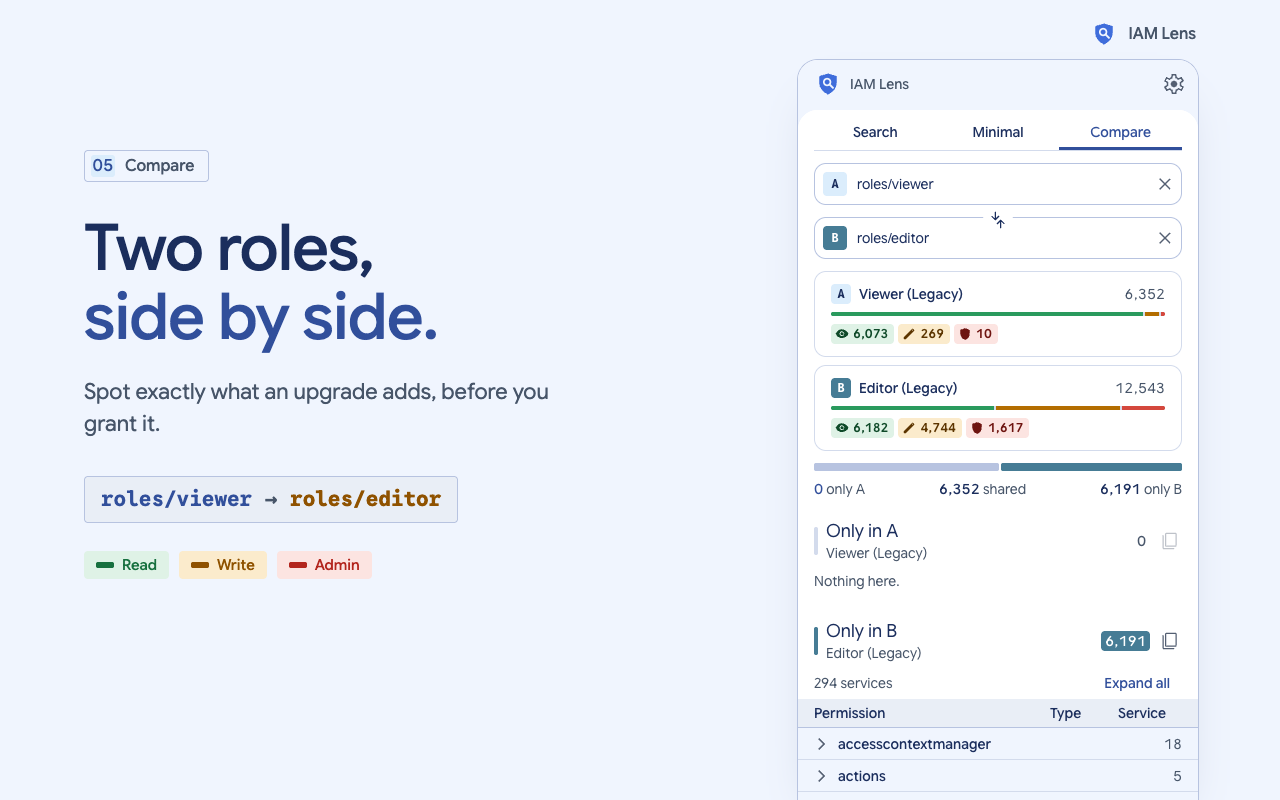 IAM Lens
05 Compare
Two roles,
side by side.
Spot exactly what an upgrade adds, before you
grant it.
roles/viewer → roles/editor
Read Write Admin
IAM Lens
Search Minimal Compare
A roles/viewer
B roles/editor
A Viewer (Legacy) 6,352
6,073 269 10
B Editor (Legacy) 12,543
6,182 4,744 1,617
0 only A 6,352 shared 6,191 only B
Only in A 0
Viewer (Legacy)
Nothing here.
Only in B 6,191
Editor (Legacy)
294 services Expand all
Permission Type Service
accesscontextmanager 18
actions 5